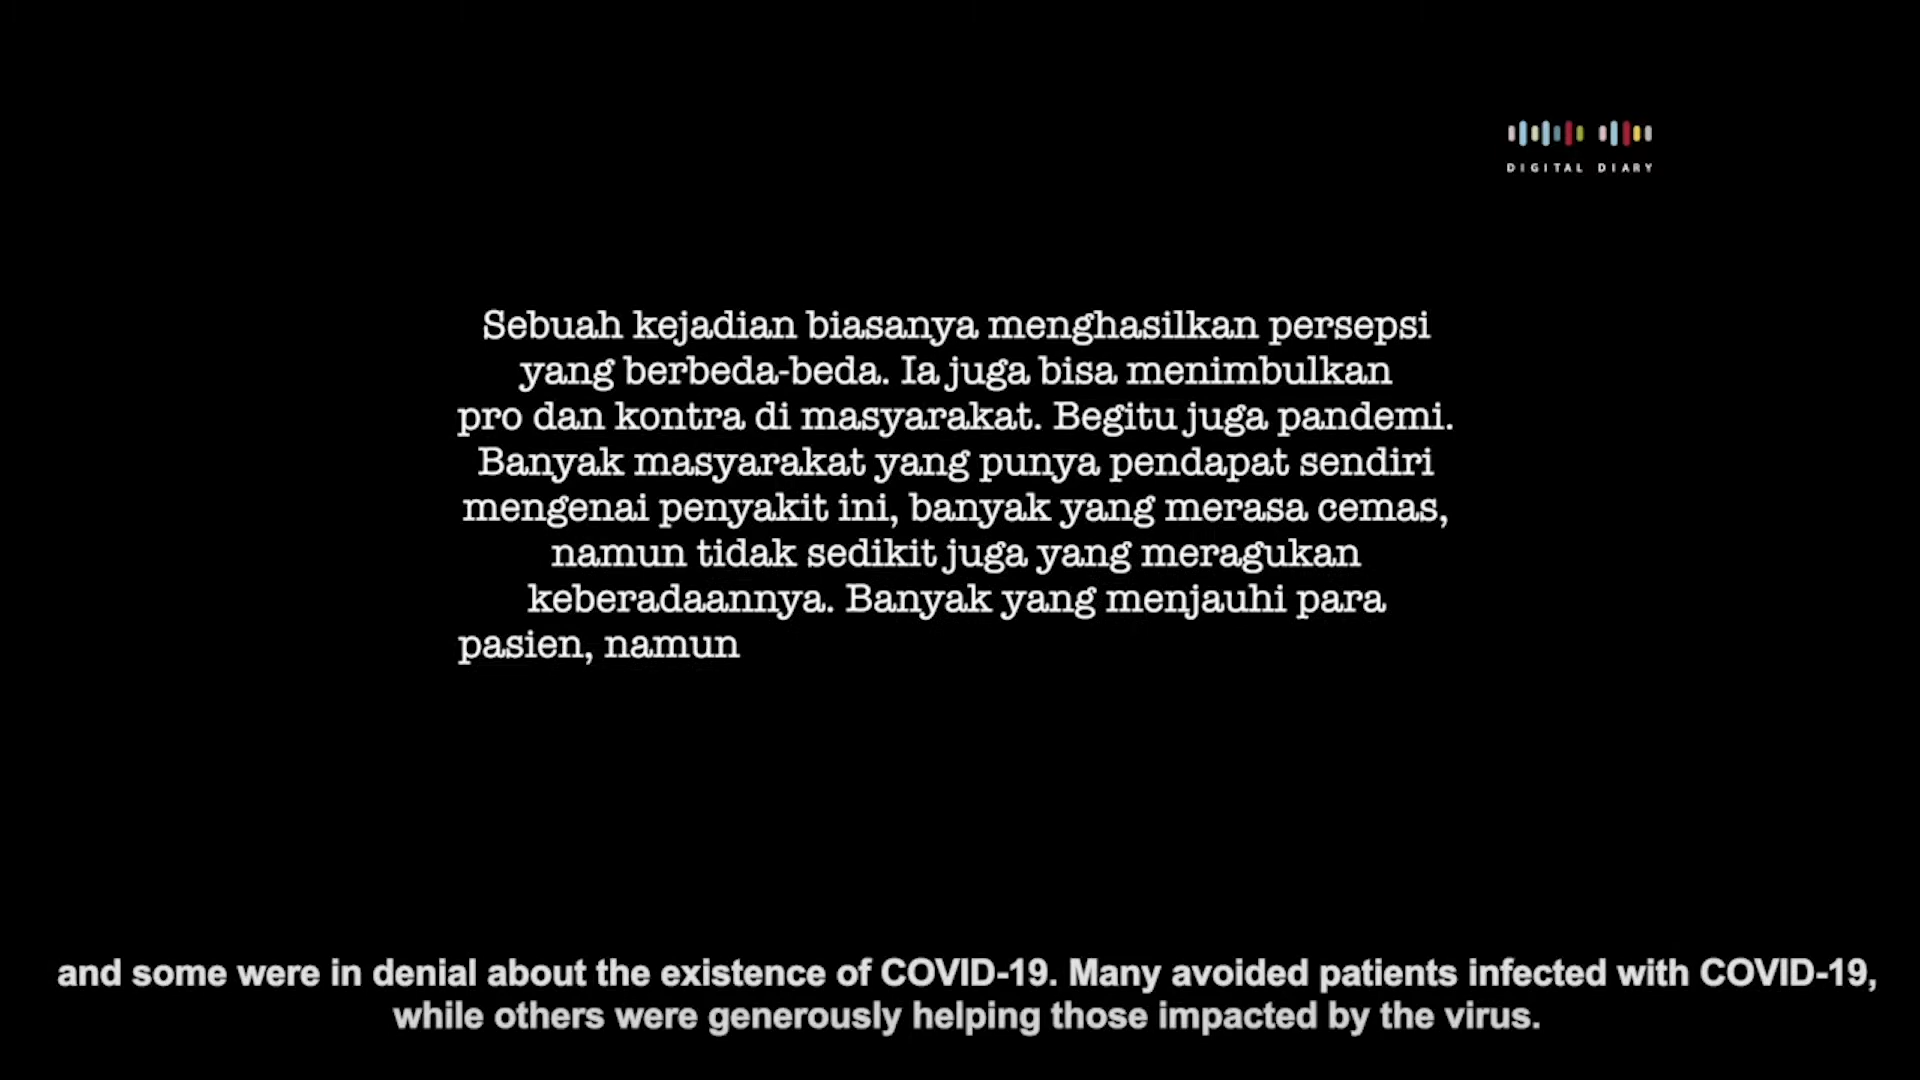 DIGITAL DIARY
Sebuah kejadian biasanya menghasilkan persepsi
yang berbeda-beda. Ia juga bisa menimbulkan
pro dan kontra di masyarakat. Begitu juga pandemi.
Banyak masyarakat yang punya pendapat sendiri
mengenai penyakit ini, banyak yang merasa cemas,
namun tidak sedikit juga yang meragukan
keberadaannya. Banyak yang menjauhi para
pasien, namun
and some were in denial about the existence of COVID-19. Many avoided patients infected with COVID-19,
while others were generously helping those impacted by the virus.